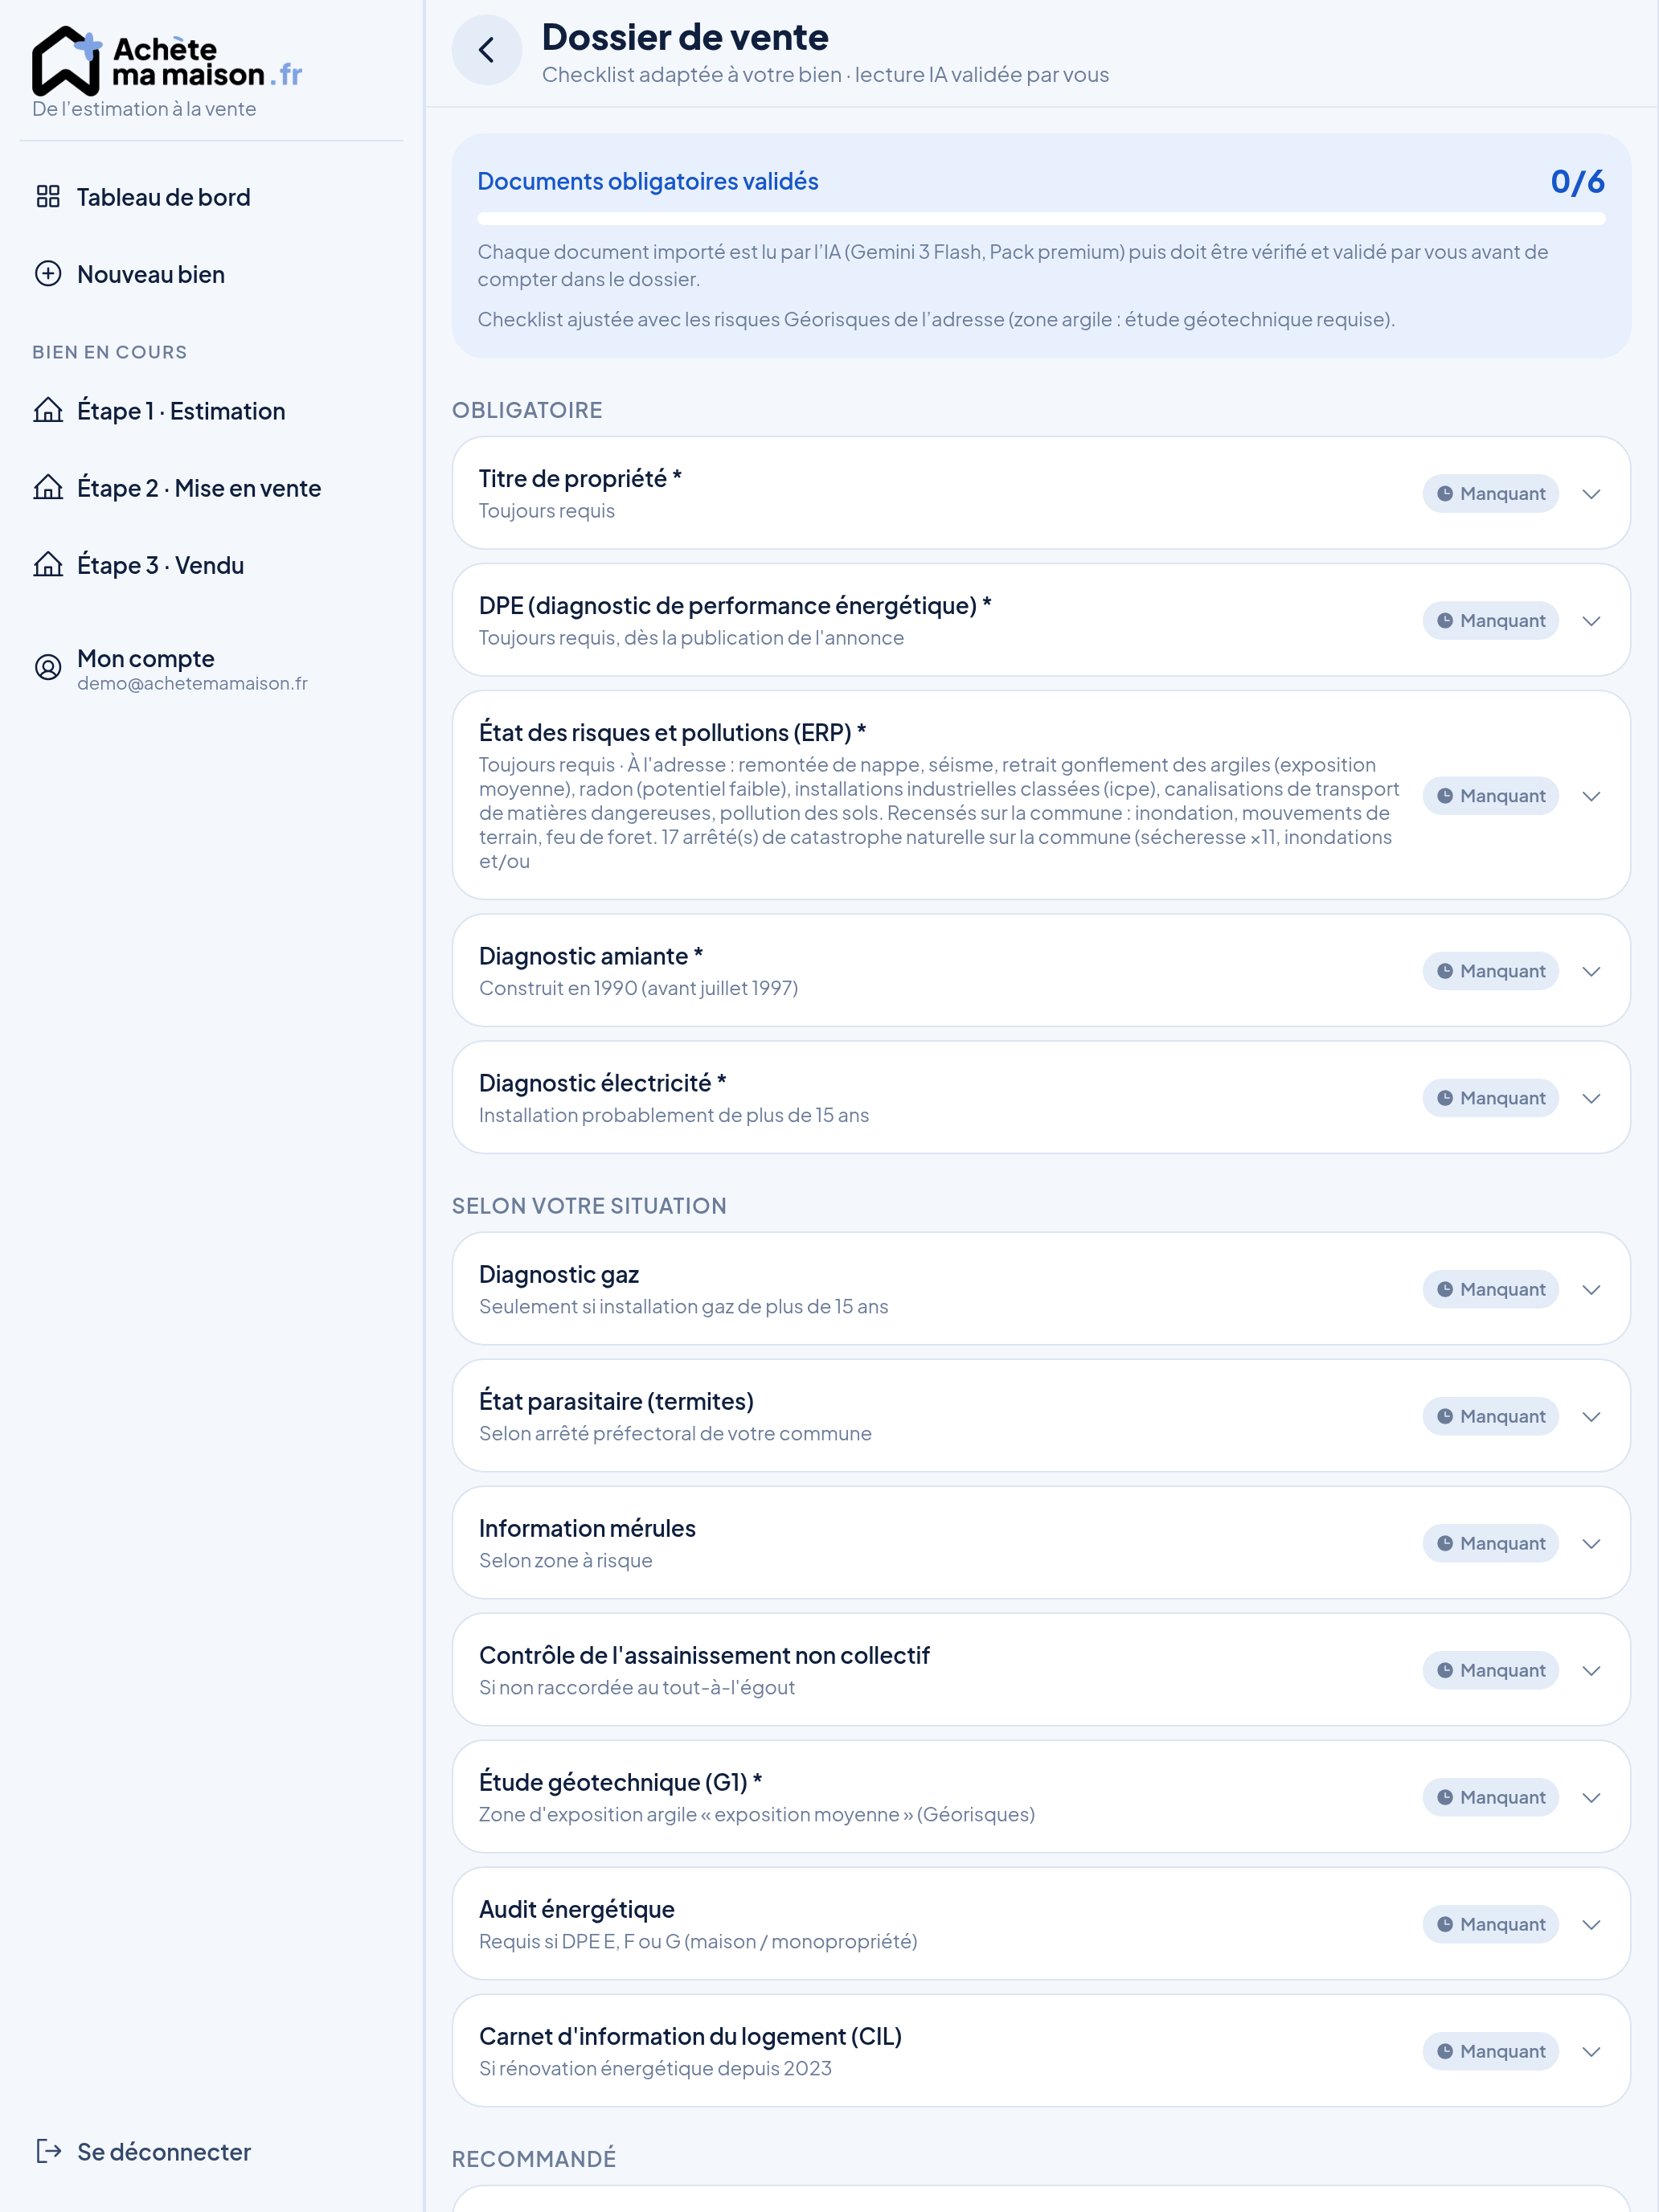 Achète
ma maison .fr
De l’estimation à la vente
Tableau de bord
Nouveau bien
BIEN EN COURS
Étape 1 · Estimation
Étape 2 · Mise en vente
Étape 3 · Vendu
Mon compte
demo@achetemamaison.fr
Se déconnecter
Dossier de vente
Checklist adaptée à votre bien · lecture IA validée par vous
Documents obligatoires validés
0/6
Chaque document importé est lu par l’IA (Gemini 3 Flash, Pack premium) puis doit être vérifié et validé par vous avant de
compter dans le dossier.
Checklist ajustée avec les risques Géorisques de l’adresse (zone argile : étude géotechnique requise).
OBLIGATOIRE
Titre de propriété *
Toujours requis
Manquant
DPE (diagnostic de performance énergétique) *
Toujours requis, dès la publication de l'annonce
Manquant
État des risques et pollutions (ERP) *
Toujours requis · À l'adresse : remontée de nappe, séisme, retrait gonflement des argiles (exposition
moyenne), radon (potentiel faible), installations industrielles classées (icpe), canalisations de transport
de matières dangereuses, pollution des sols. Recensés sur la commune : inondation, mouvements de
terrain, feu de foret. 17 arrêté(s) de catastrophe naturelle sur la commune (sécheresse ×11, inondations
et/ou
Manquant
Diagnostic amiante *
Construit en 1990 (avant juillet 1997)
Manquant
Diagnostic électricité *
Installation probablement de plus de 15 ans
Manquant
SELON VOTRE SITUATION
Diagnostic gaz
Seulement si installation gaz de plus de 15 ans
Manquant
État parasitaire (termites)
Selon arrêté préfectoral de votre commune
Manquant
Information mérules
Selon zone à risque
Manquant
Contrôle de l'assainissement non collectif
Si non raccordée au tout-à-l'égout
Manquant
Étude géotechnique (G1) *
Zone d'exposition argile « exposition moyenne » (Géorisques)
Manquant
Audit énergétique
Requis si DPE E, F ou G (maison / monopropriété)
Manquant
Carnet d'information du logement (CIL)
Si rénovation énergétique depuis 2023
Manquant
RECOMMANDÉ